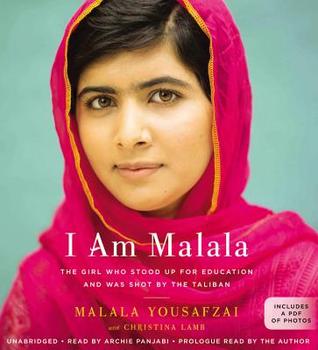 I Am Malala
THE GIRL WHO STOOD UP FOR EDUCATION
AND WAS SHOT BY THE TALIBAN
MALALA YOUSAFZAI
with CHRISTINA LAMB
INCLUDES
A PDF
OF PHOTOS
UNABRIDGED • READ BY ARCHIE PANJABI • PROLOGUE READ BY THE AUTHOR